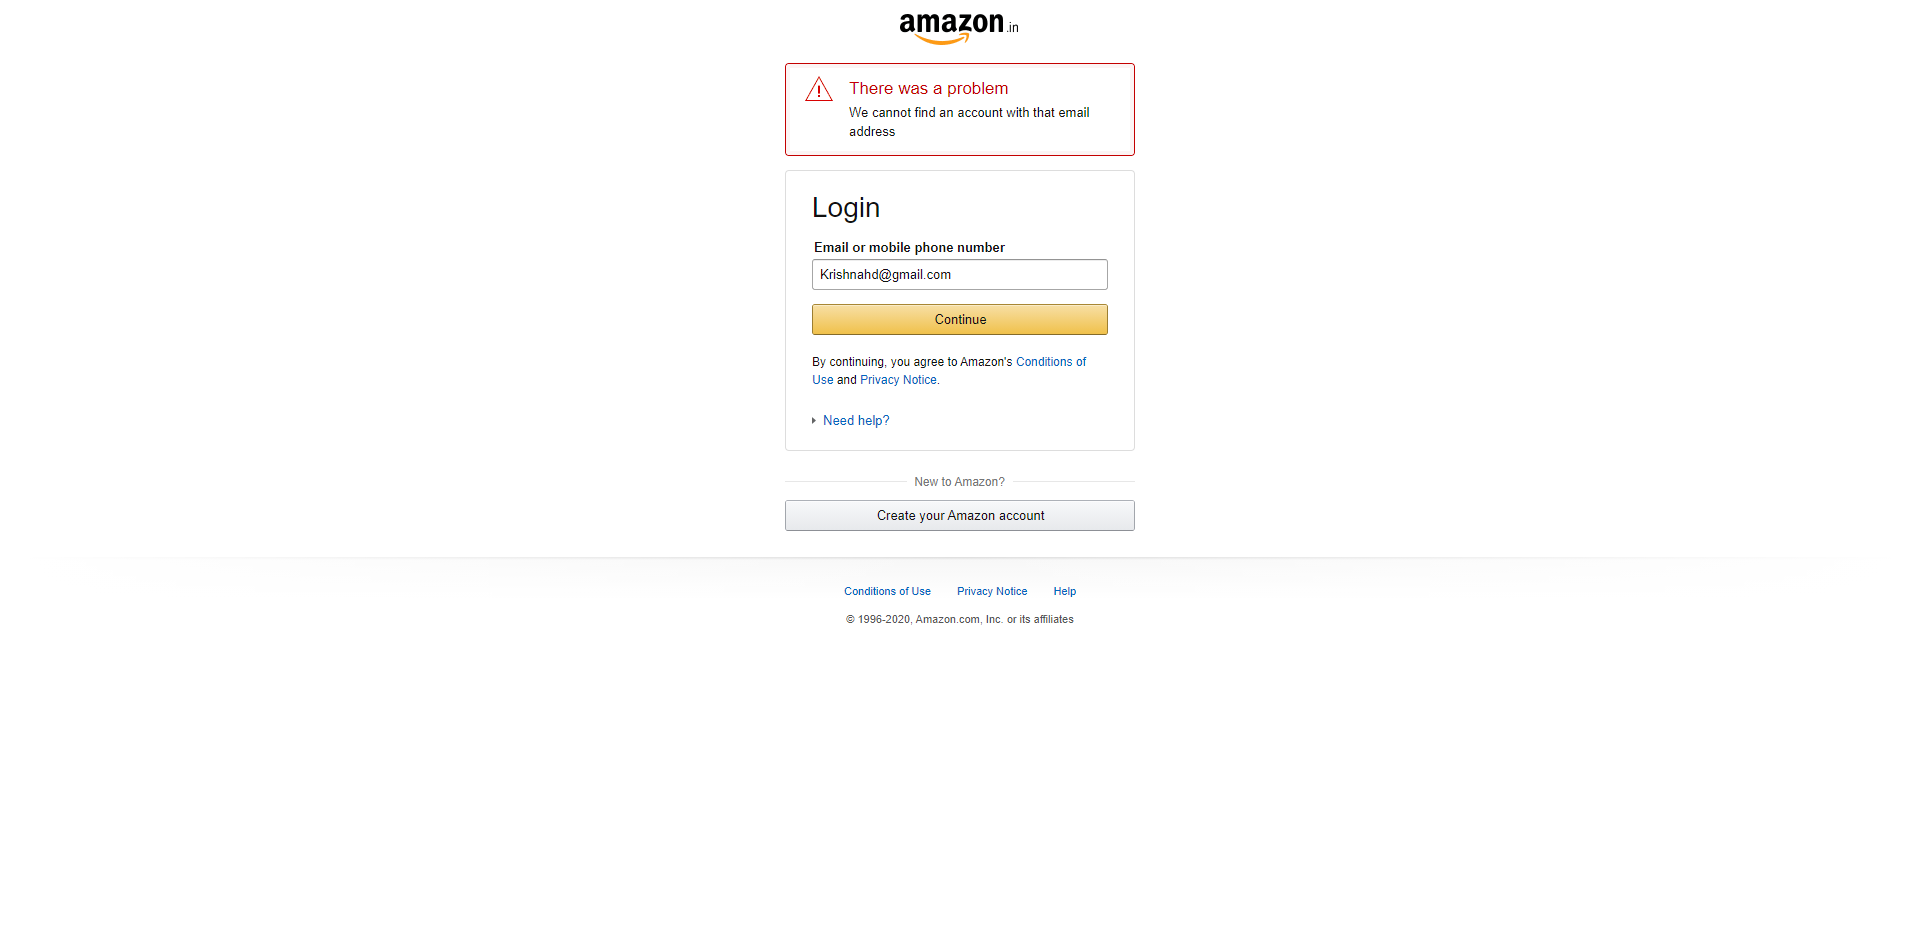 amazon.in
There was a problem
We cannot find an account with that email
address
Login
Email or mobile phone number
Krishnahd@gmail.com
Continue
By continuing, you agree to Amazon's Conditions of
Use and Privacy Notice.
Need help?
New to Amazon?
Create your Amazon account
Conditions of Use Privacy Notice Help
© 1996-2020, Amazon.com, Inc. or its affiliates